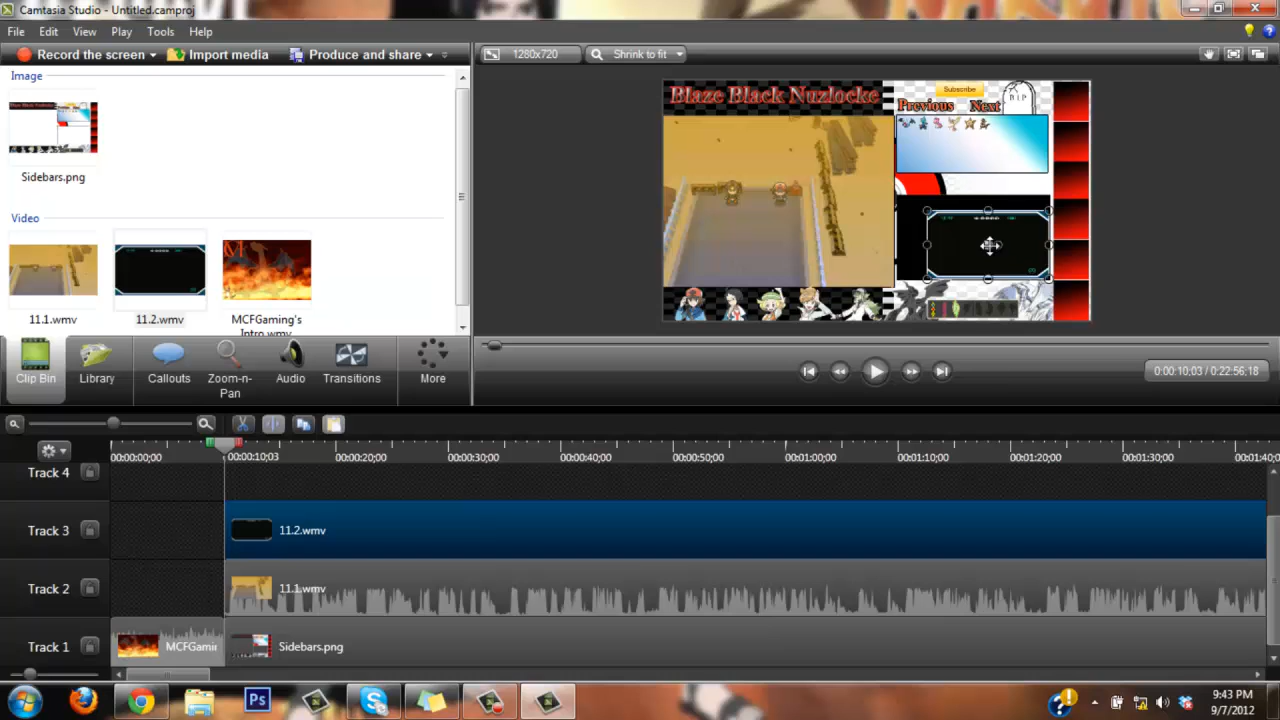 Camtasia Studio - Untitled.camproj
File Edit View Play Tools Help
Record the screen Import media Produce and share
1280x720 Shrink to fit
Image
Sidebars.png
Video
11.1.wmv
11.2.wmv
MCFGaming's
Intro.wmv
Blaze Black Nuzlocke
Subscribe
Previous Next
R I P
Clip Bin
Library
Callouts
Zoom-n-
Pan
Audio
Transitions
More
0:00:10;03 / 0:22:56;18
00:00:00;00 00:00:10;03 00:00:20;00 00:00:30;00 00:00:40;00 00:00:50;00 00:01:00;00 00:01:10;00 00:01:20;00 00:01:30;00 00:01:40;0
Track 4
Track 3 11.2.wmv
Track 2 11.1.wmv
Track 1 MCFGamin Sidebars.png
Ps
9:43 PM
9/7/2012